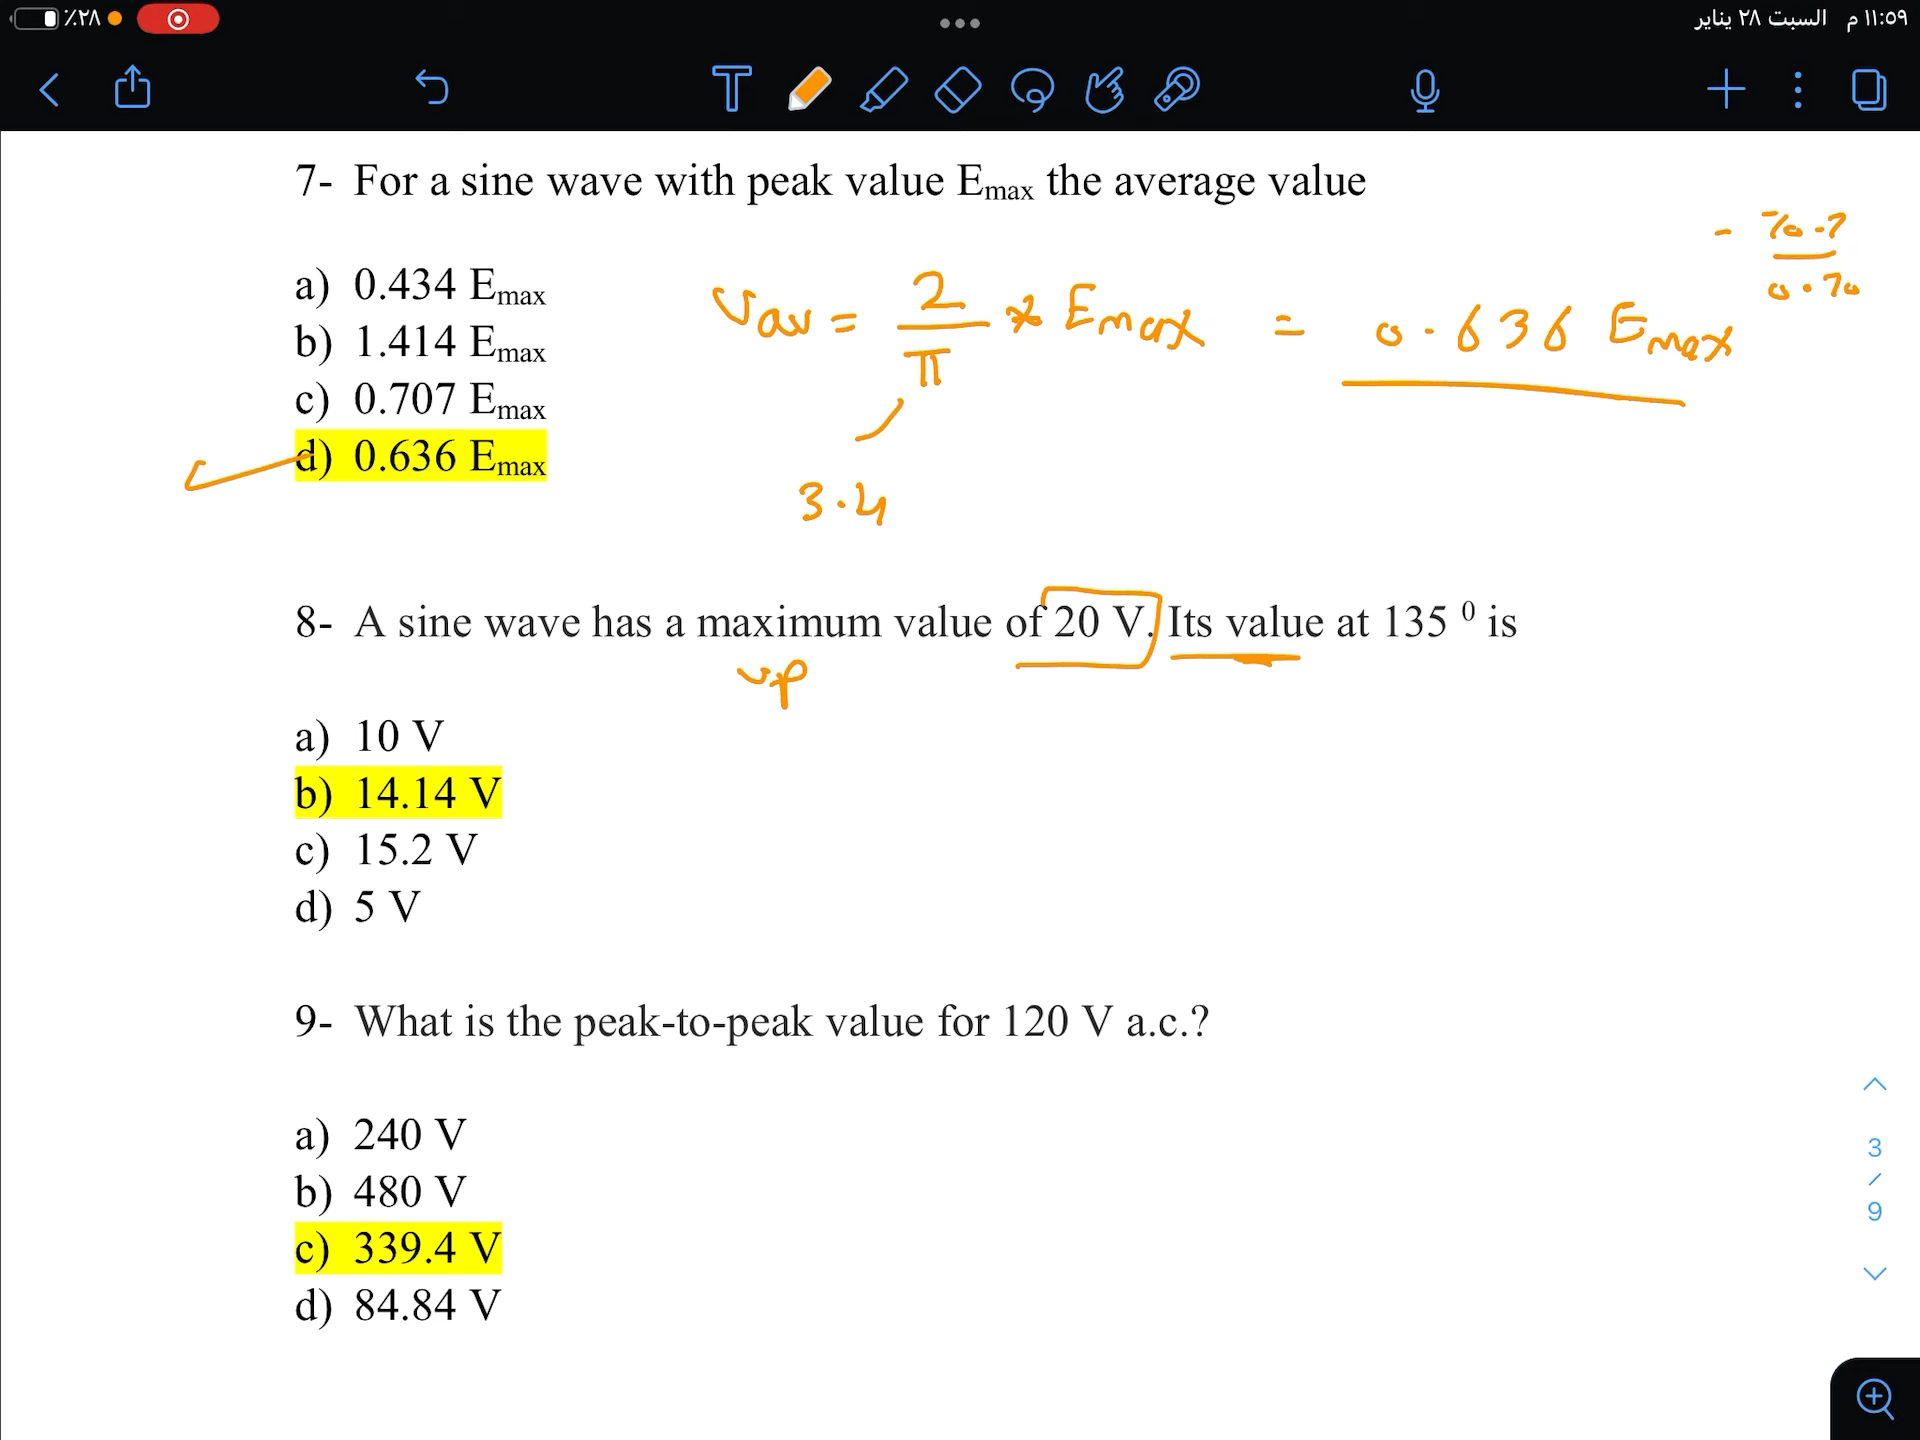 ٪٢٨
السبت ٢٨ يناير ١١:٥٩ م
7- For a sine wave with peak value Emax the average value
a) 0.434 Emax
b) 1.414 Emax
c) 0.707 Emax
d) 0.636 Emax
Vav = 2/π * Emax = 0.636 Emax
3.4
8- A sine wave has a maximum value of 20 V. Its value at 135 ⁰ is
vp
a) 10 V
b) 14.14 V
c) 15.2 V
d) 5 V
9- What is the peak-to-peak value for 120 V a.c.?
a) 240 V
b) 480 V
c) 339.4 V
d) 84.84 V
3
/
9